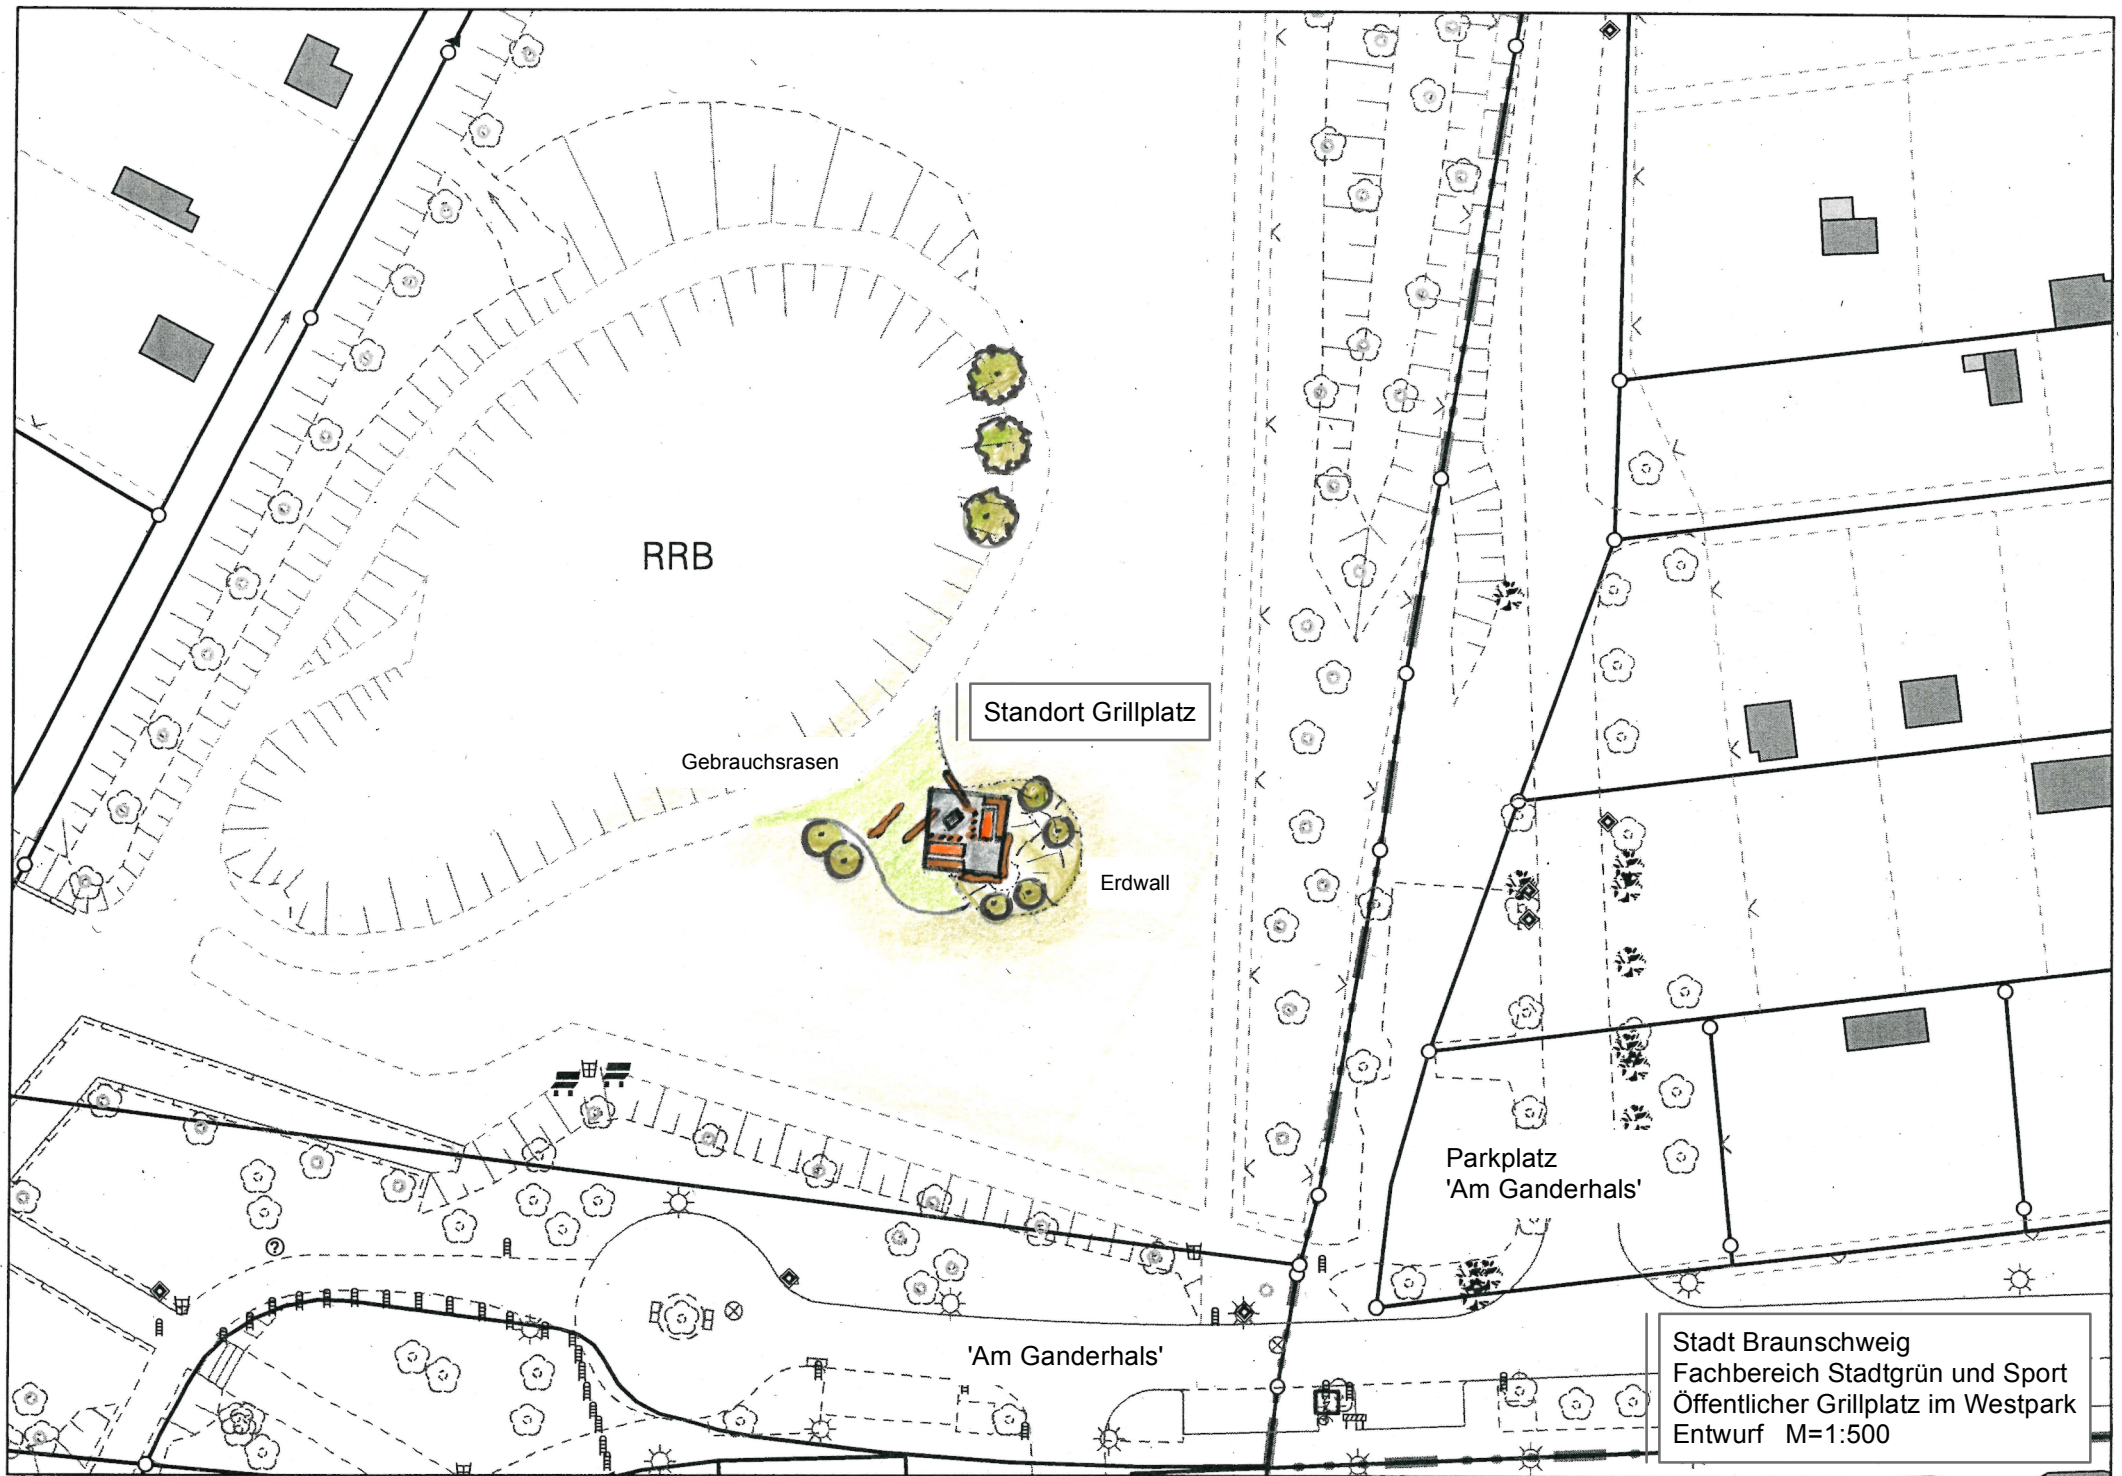 RRB
Standort Grillplatz
Gebrauchsrasen
Erdwall
Parkplatz
'Am Ganderhals'
'Am Ganderhals'
Stadt Braunschweig
Fachbereich Stadtgrün und Sport
Öffentlicher Grillplatz im Westpark
Entwurf M=1:500